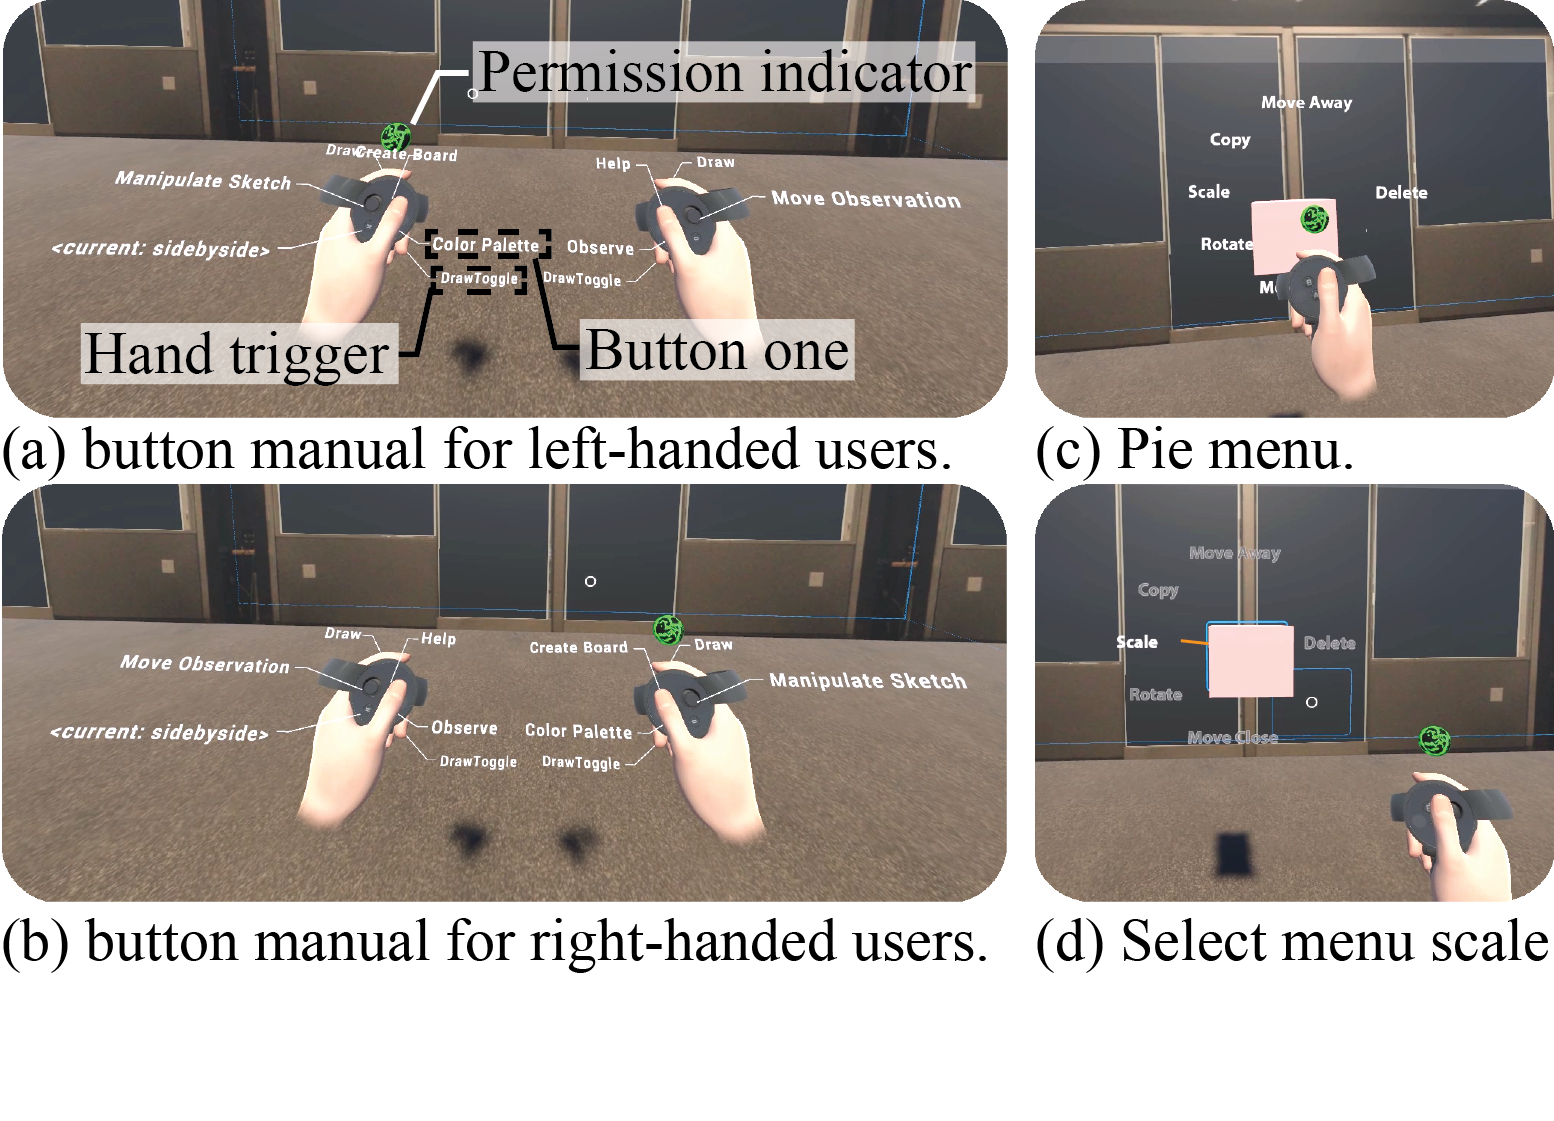 Permission indicator
Draw
Create Board
Help
Draw
Manipulate Sketch
Move Observation
<current: sidebyside>
Color Palette
Observe
DrawToggle
DrawToggle
Hand trigger
Button one
(a) button manual for left-handed users.
Move Away
Copy
Scale
Delete
Rotate
(c) Pie menu.
Draw
Help
Create Board
Draw
Move Observation
Manipulate Sketch
<current: sidebyside>
Observe
Color Palette
DrawToggle
DrawToggle
(b) button manual for right-handed users.
Move Away
Copy
Scale
Delete
Rotate
Move Close
(d) Select menu scale